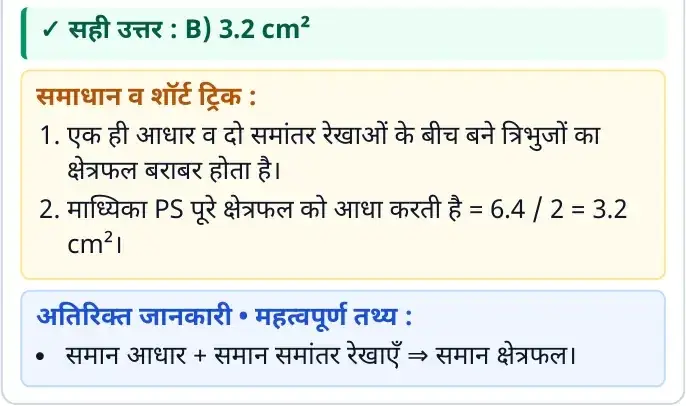 ✓ सही उत्तर : B) 3.2 cm²
समाधान व शॉर्ट ट्रिक :
1. एक ही आधार व दो समांतर रेखाओं के बीच बने त्रिभुजों का
क्षेत्रफल बराबर होता है।
2. माध्यिका PS पूरे क्षेत्रफल को आधा करती है = 6.4 / 2 = 3.2
cm²।
अतिरिक्त जानकारी • महत्वपूर्ण तथ्य :
• समान आधार + समान समांतर रेखाएँ ⇒ समान क्षेत्रफल।